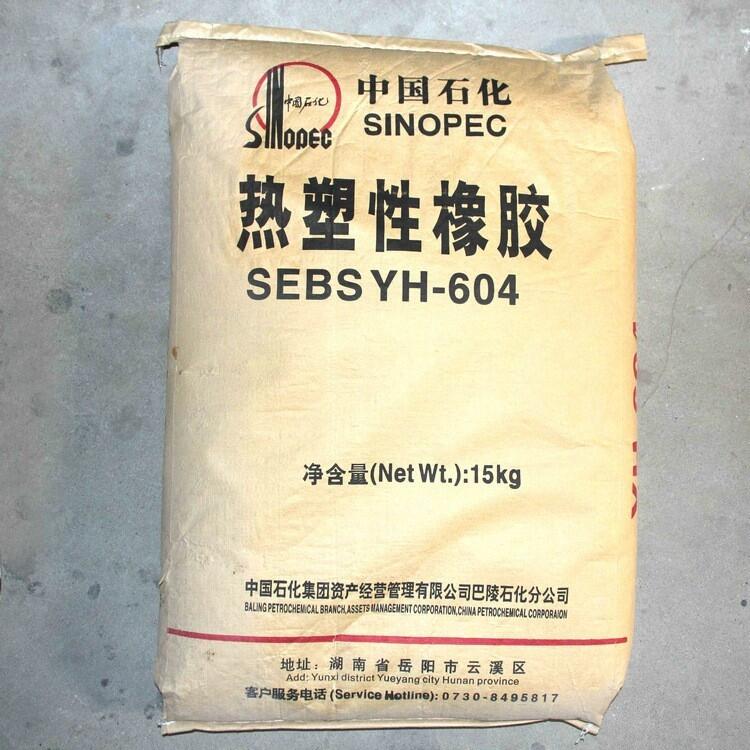 中国石化
SINOPEC
中国石化
SINOPEC
热塑性橡胶
SEBS YH-604
YH-604
净含量(Net Wt.):15kg
中国石化集团资产经营管理有限公司巴陵石化分公司
BALING PETROCHEMICAL BRANCH,ASSETS MANAGEMENT CORPORATION,CHINA PETROCHEMICAL CORPORAION
地址：湖南省岳阳市云溪区
Add: Yunxi district Yueyang city Hunan province
客户服务电话(Service Hotline): 0730-8495817